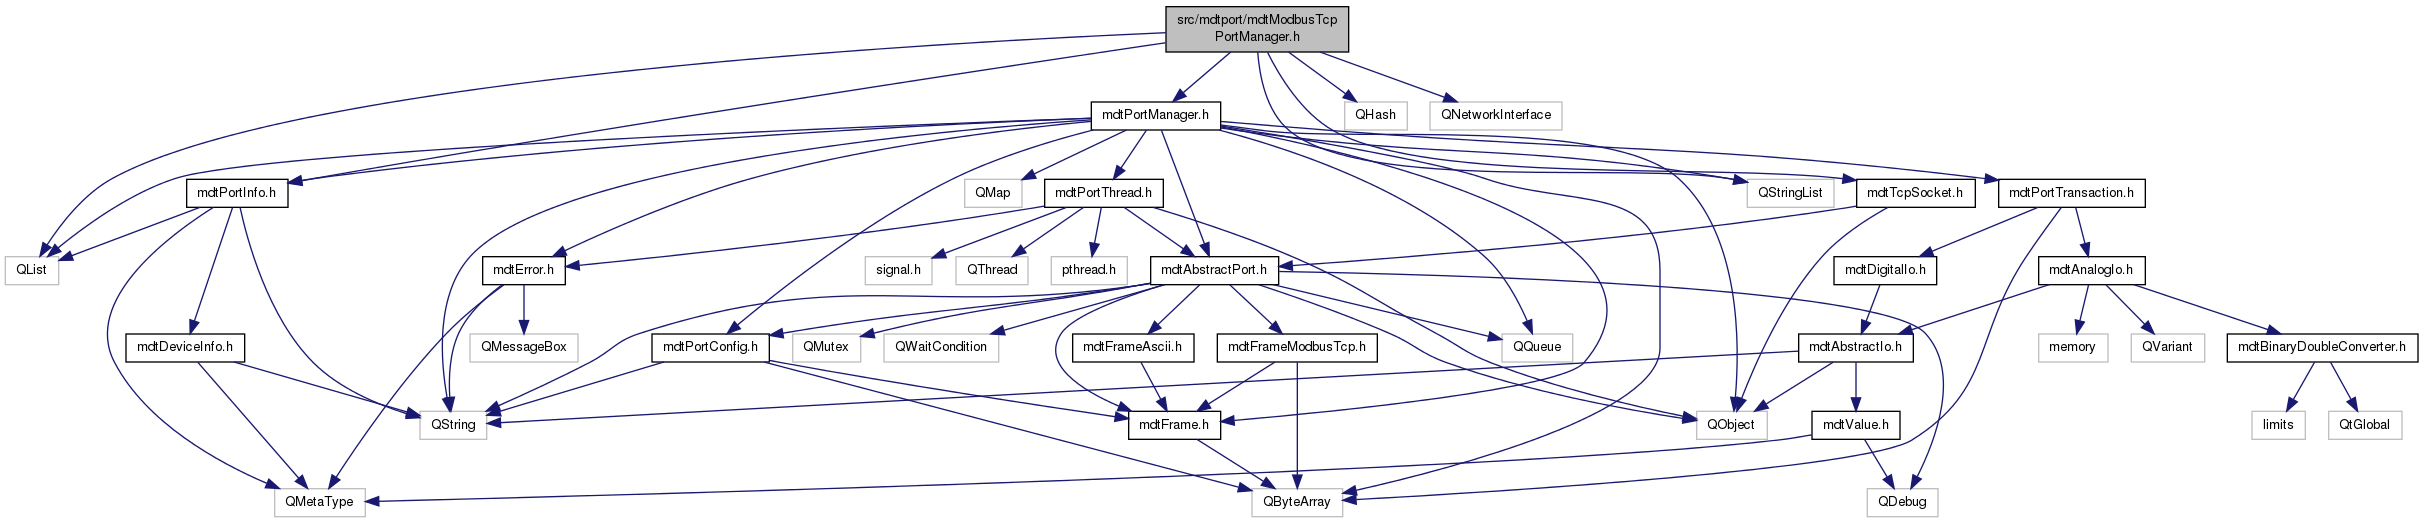 src/mdtport/mdtModbusTcp
PortManager.h
mdtPortManager.h
QHash
QNetworkInterface
mdtPortInfo.h
QMap
mdtPortThread.h
QStringList
mdtTcpSocket.h
mdtPortTransaction.h
QList
mdtError.h
signal.h
QThread
pthread.h
mdtAbstractPort.h
mdtDigitalIo.h
mdtAnalogIo.h
mdtDeviceInfo.h
QMessageBox
mdtPortConfig.h
QMutex
QWaitCondition
mdtFrameAscii.h
mdtFrameModbusTcp.h
QQueue
mdtAbstractIo.h
memory
QVariant
mdtBinaryDoubleConverter.h
QString
mdtFrame.h
QObject
mdtValue.h
limits
QtGlobal
QMetaType
QByteArray
QDebug